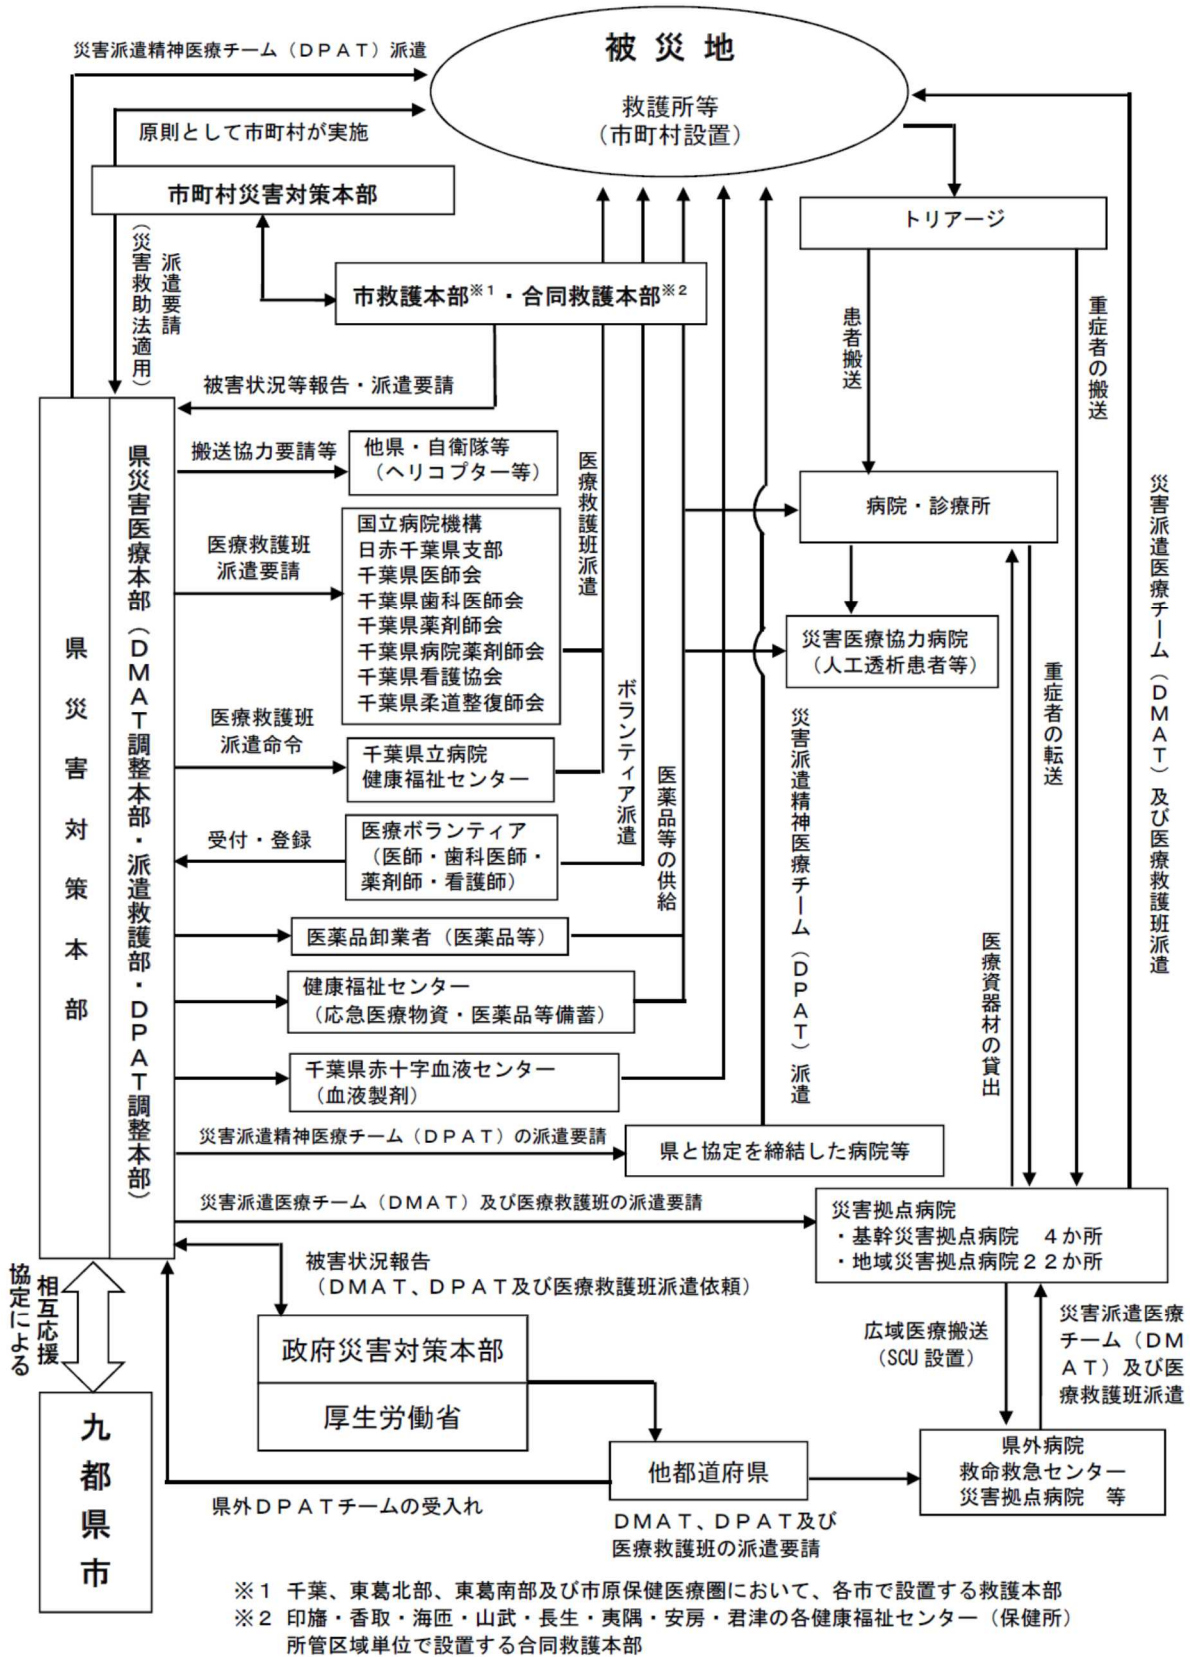 被災地
救護所等
（市町村設置）
災害派遣精神医療チーム（ＤＰＡＴ）派遣
原則として市町村が実施
市町村災害対策本部
トリアージ
派遣要請
（災害救助法適用）
市救護本部※1・合同救護本部※2
患者搬送
重症者の搬送
被害状況等報告・派遣要請
搬送協力要請等
他県・自衛隊等
（ヘリコプター等）
医療救護班派遣
病院・診療所
医療救護班
派遣要請
国立病院機構
日赤千葉県支部
千葉県医師会
千葉県歯科医師会
千葉県薬剤師会
千葉県病院薬剤師会
千葉県看護協会
千葉県柔道整復師会
災害医療協力病院
（人工透析患者等）
災害派遣医療チーム（ＤＭＡＴ）及び医療救護班派遣
重症者の転送
県災害対策本部
県災害医療本部（ＤＭＡＴ調整本部・派遣救護部・ＤＰＡＴ調整本部）
医療救護班
派遣命令
千葉県立病院
健康福祉センター
ボランティア派遣
医薬品等の供給
災害派遣精神医療チーム（ＤＰＡＴ）派遣
受付・登録
医療ボランティア
（医師・歯科医師・
薬剤師・看護師）
医薬品卸業者（医薬品等）
医療資器材の貸出
健康福祉センター
（応急医療物資・医薬品等備蓄）
千葉県赤十字血液センター
（血液製剤）
災害派遣精神医療チーム（ＤＰＡＴ）の派遣要請
県と協定を締結した病院等
災害派遣医療チーム（ＤＭＡＴ）及び医療救護班の派遣要請
災害拠点病院
・基幹災害拠点病院　４か所
・地域災害拠点病院２２か所
相互応援
協定による
被害状況報告
（ＤＭＡＴ、ＤＰＡＴ及び医療救護班派遣依頼）
政府災害対策本部
厚生労働省
広域医療搬送
（SCU 設置）
災害派遣医療
チーム（ＤＭ
ＡＴ）及び医
療救護班派遣
九都県市
他都道府県
県外病院
救命救急センター
災害拠点病院　等
県外ＤＰＡＴチームの受入れ
ＤＭＡＴ、ＤＰＡＴ及び
医療救護班の派遣要請
※１　千葉、東葛北部、東葛南部及び市原保健医療圏において、各市で設置する救護本部
※２　印旛・香取・海匝・山武・長生・夷隅・安房・君津の各健康福祉センター（保健所）
所管区域単位で設置する合同救護本部